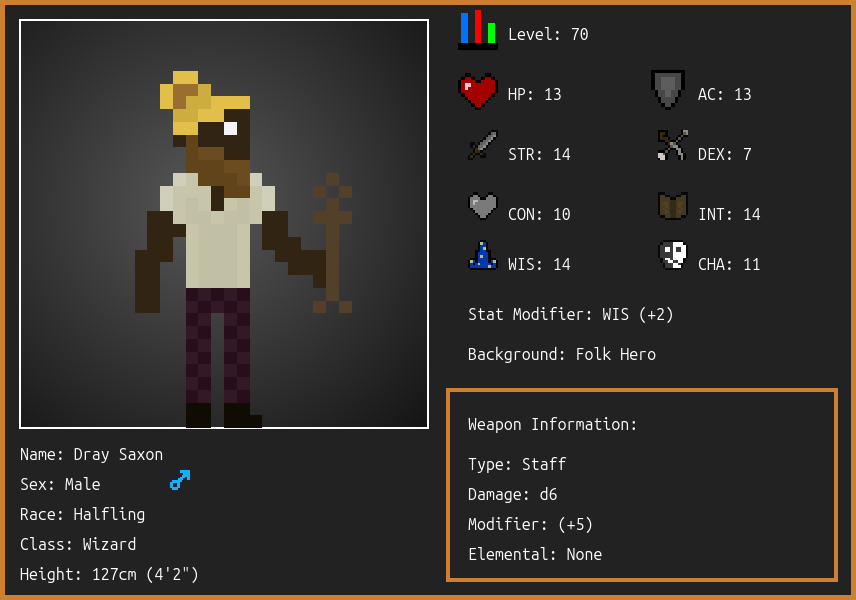 Level: 70
HP: 13
AC: 13
STR: 14
DEX: 7
CON: 10
INT: 14
WIS: 14
CHA: 11
Stat Modifier: WIS (+2)
Background: Folk Hero
Weapon Information:
Type: Staff
Damage: d6
Modifier: (+5)
Elemental: None
Name: Dray Saxon
Sex: Male
Race: Halfling
Class: Wizard
Height: 127cm (4'2")